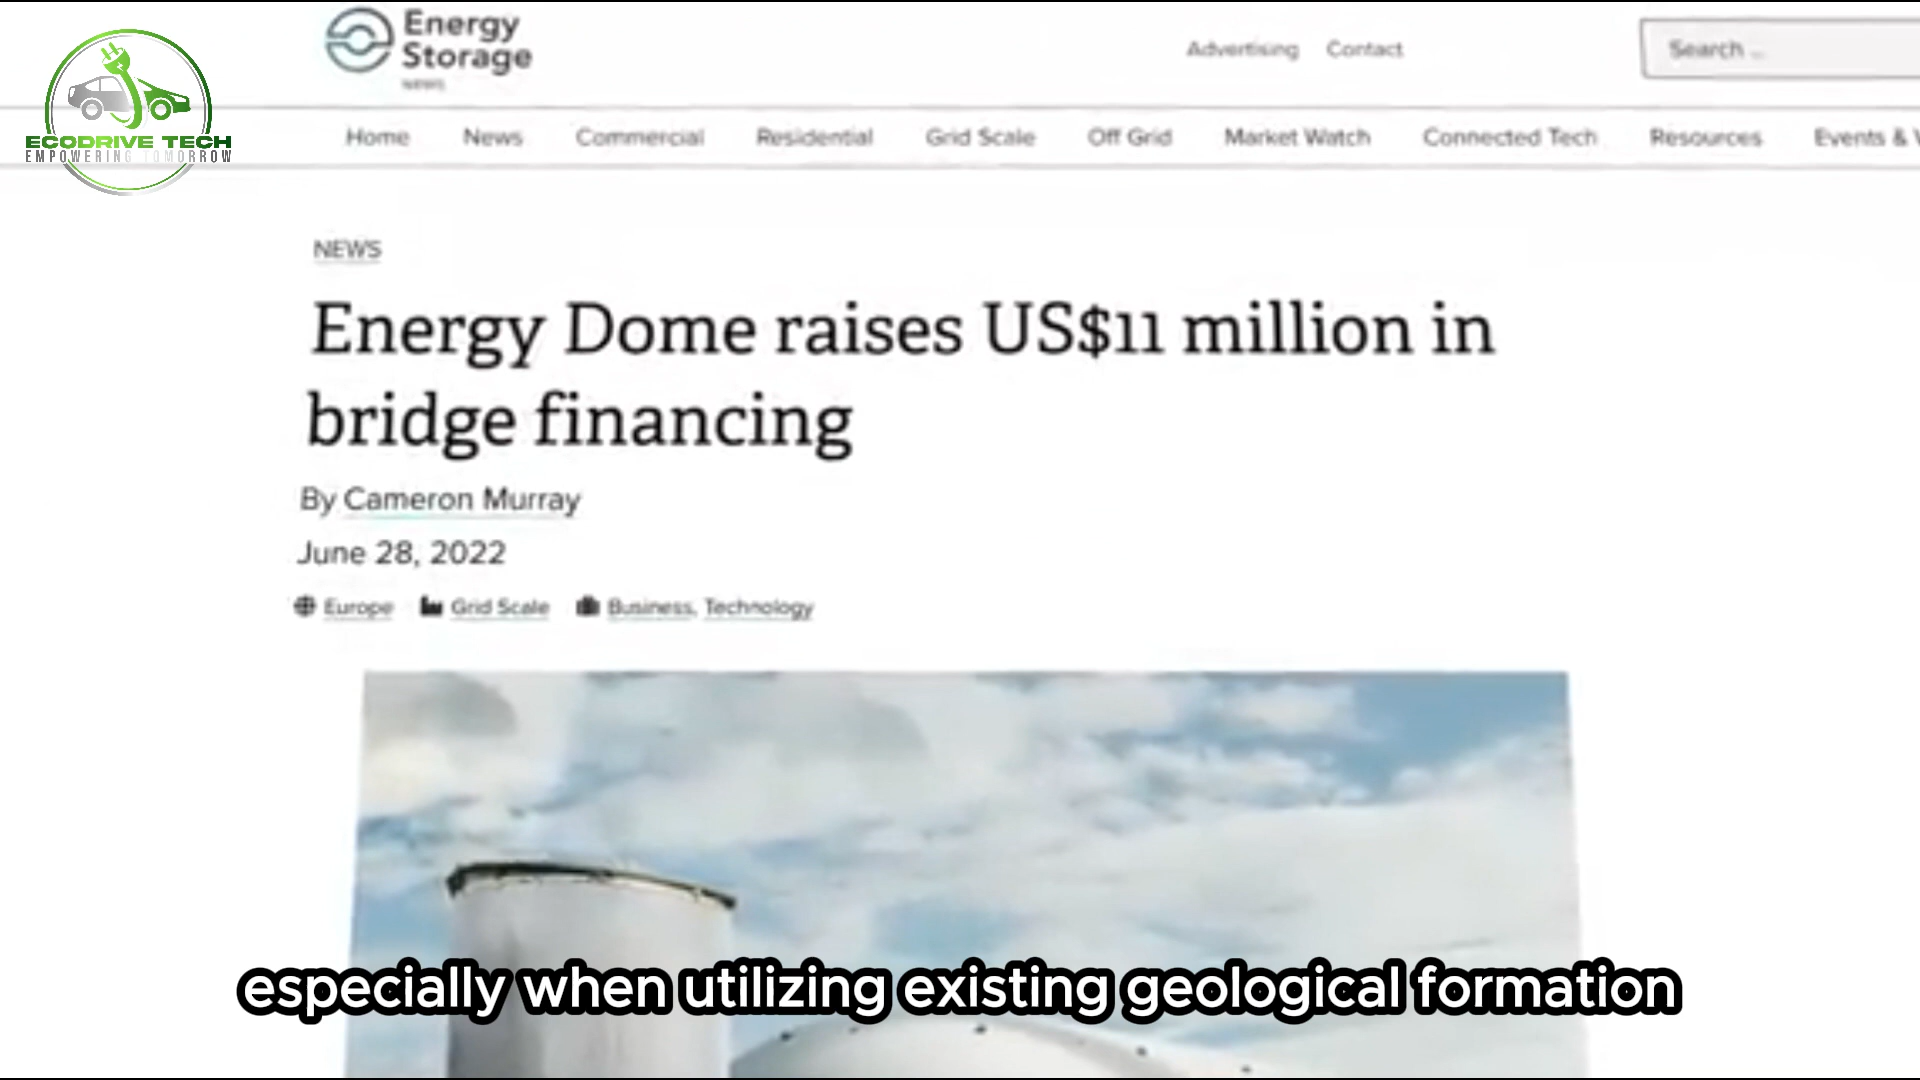 Energy
Storage
NEWS
Advertising Contact
Search ...
ECODRIVE TECH
EMPOWERING TOMORROW
Home News Commercial Residential Grid Scale Off Grid Market Watch Connected Tech Resources Events &
NEWS
Energy Dome raises US$11 million in
bridge financing
By Cameron Murray
June 28, 2022
Europe Grid Scale Business, Technology
especially when utilizing existing geological formation